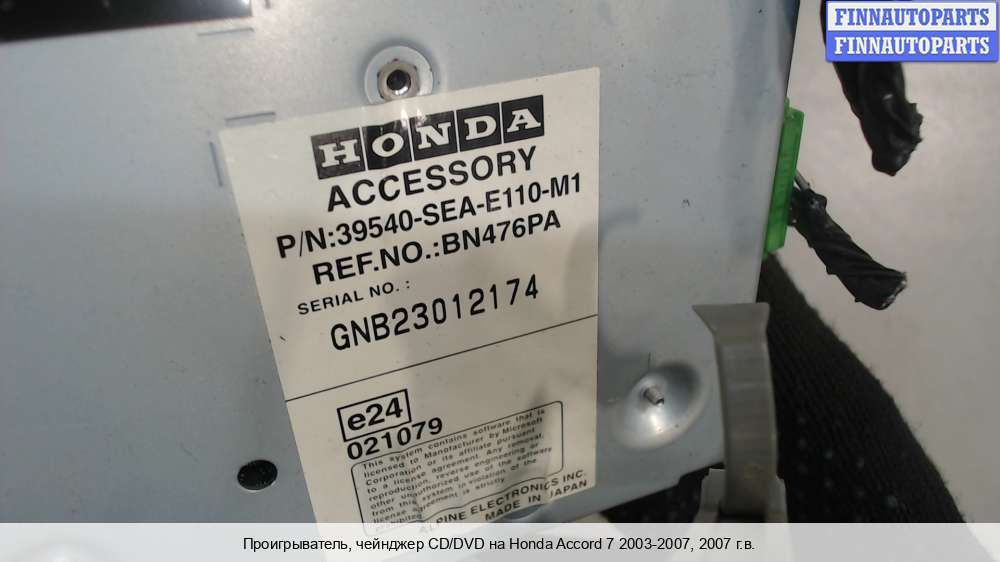 FINNAUTOPARTS
FINNAUTOPARTS
HONDA
ACCESSORY
P/N:39540-SEA-E110-M1
REF.NO.:BN476PA
SERIAL NO. :
GNB23012174
e24
021079
This system contains software that is
licensed to Manufacturer by Microsoft
Corporation or its affiliate pursuant
to a license agreement. Any removal,
reproduction, reverse engineering or
other unauthorized use of the software
from this system in violation of the
license agreement is strictly
prohibited.
ALPINE ELECTRONICS INC.
MADE IN JAPAN
Проигрыватель, чейнджер CD/DVD на Honda Accord 7 2003-2007, 2007 г.в.